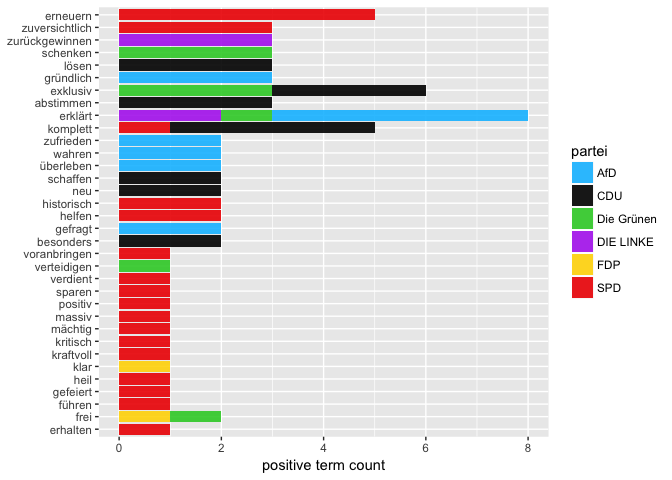 erneuern
zuversichtlich
zurückgewinnen
schenken
lösen
gründlich
exklusiv
abstimmen
erklärt
komplett
zufrieden
wahren
überleben
schaffen
neu
historisch
helfen
gefragt
besonders
voranbringen
verteidigen
verdient
sparen
positiv
massiv
mächtig
kritisch
kraftvoll
klar
heil
gefeiert
führen
frei
erhalten
0 2 4 6 8
positive term count
partei
AfD
CDU
Die Grünen
DIE LINKE
FDP
SPD